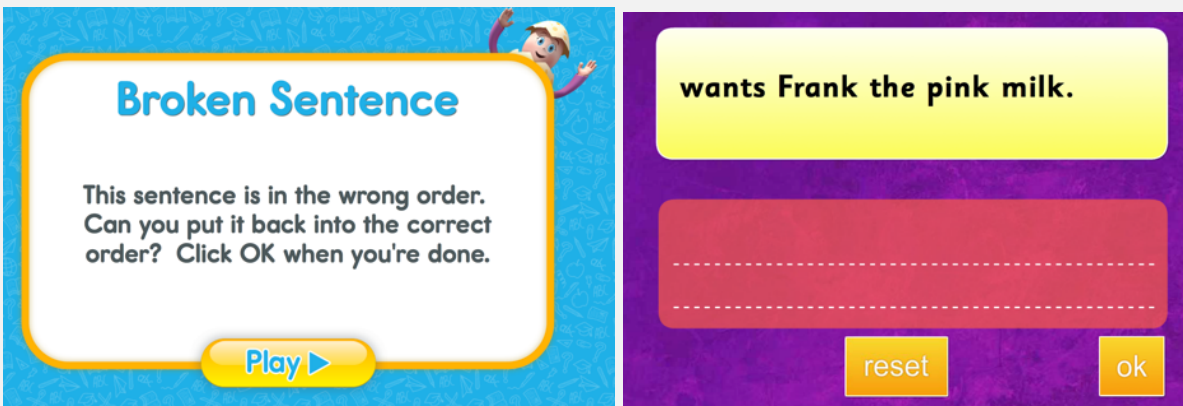 Broken Sentence
This sentence is in the wrong order.
Can you put it back into the correct
order? Click OK when you're done.
Play
wants Frank the pink milk.
reset
ok